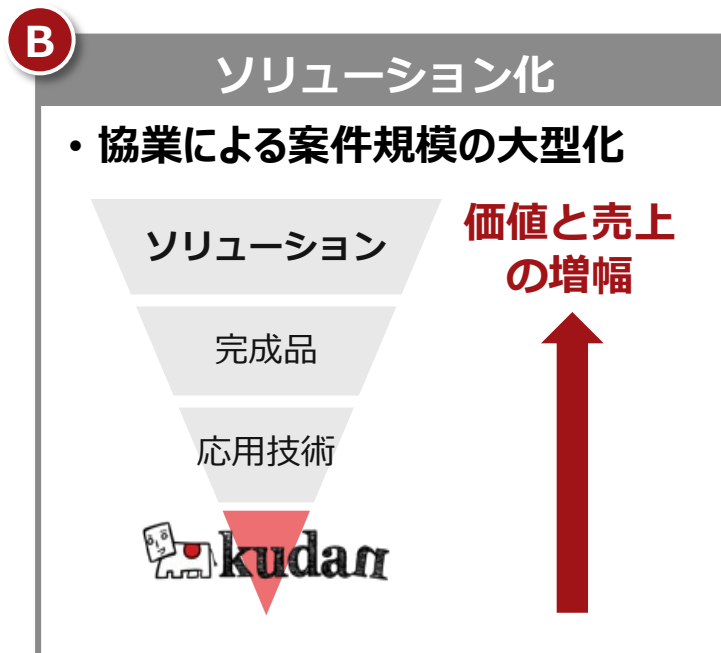 B
ソリューション化
・協業による案件規模の大型化
ソリューション
価値と売上
の増幅
完成品
応用技術
kudan